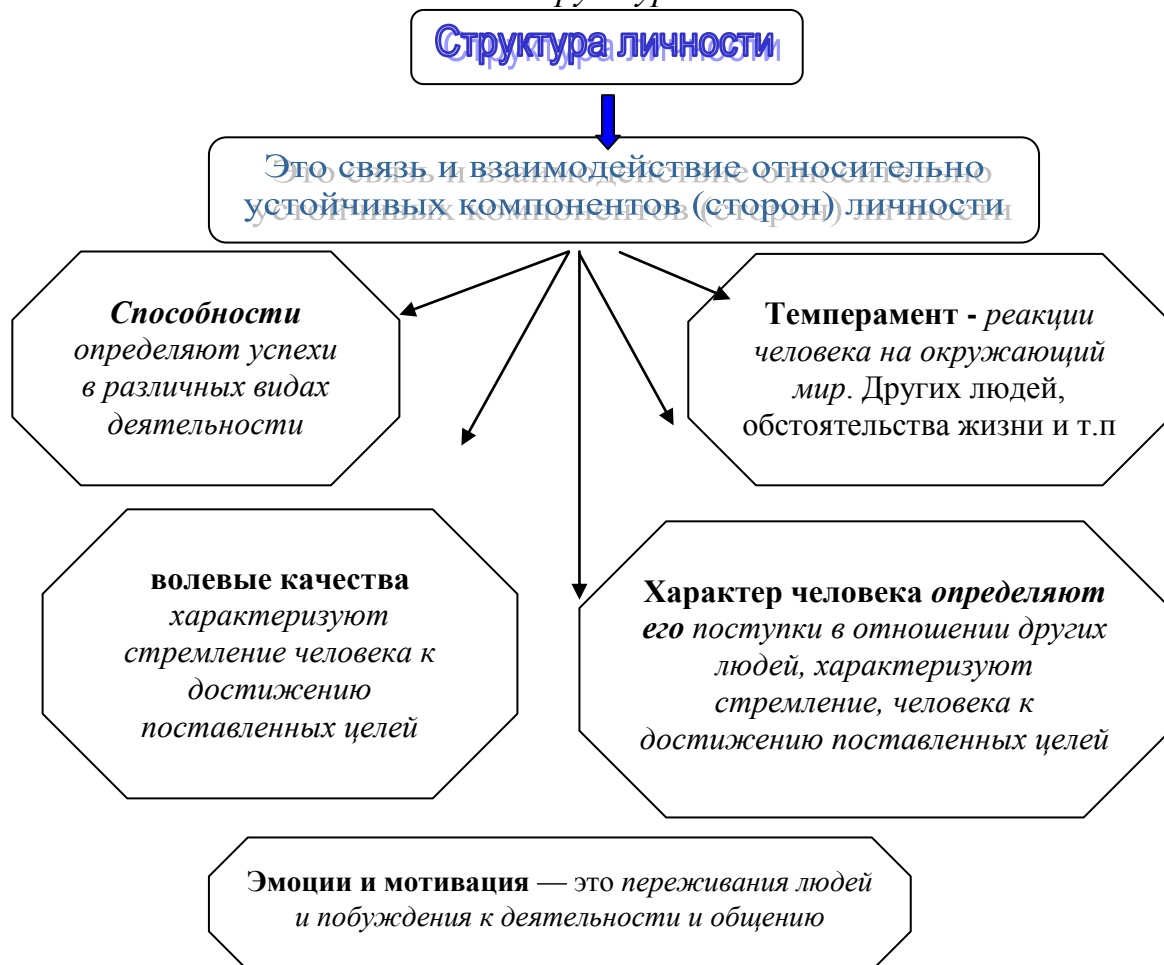 Структура личности
Это связь и взаимодействие относительно
устойчивых компонентов (сторон) личности
Способности
определяют успехи
в различных видах
деятельности
Темперамент - реакции
человека на окружающий
мир. Других людей,
обстоятельства жизни и т.п
волевые качества
характеризуют
стремление человека к
достижению
поставленных целей
Характер человека определяют
его поступки в отношении других
людей, характеризуют
стремление, человека к
достижению поставленных целей
Эмоции и мотивация — это переживания людей
и побуждения к деятельности и общению